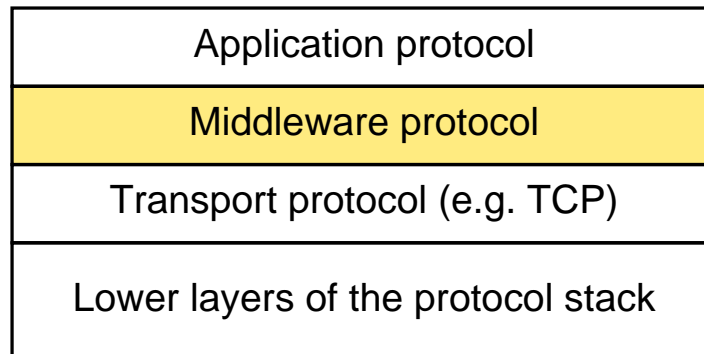 Application protocol
Middleware protocol
Transport protocol (e.g. TCP)
Lower layers of the protocol stack